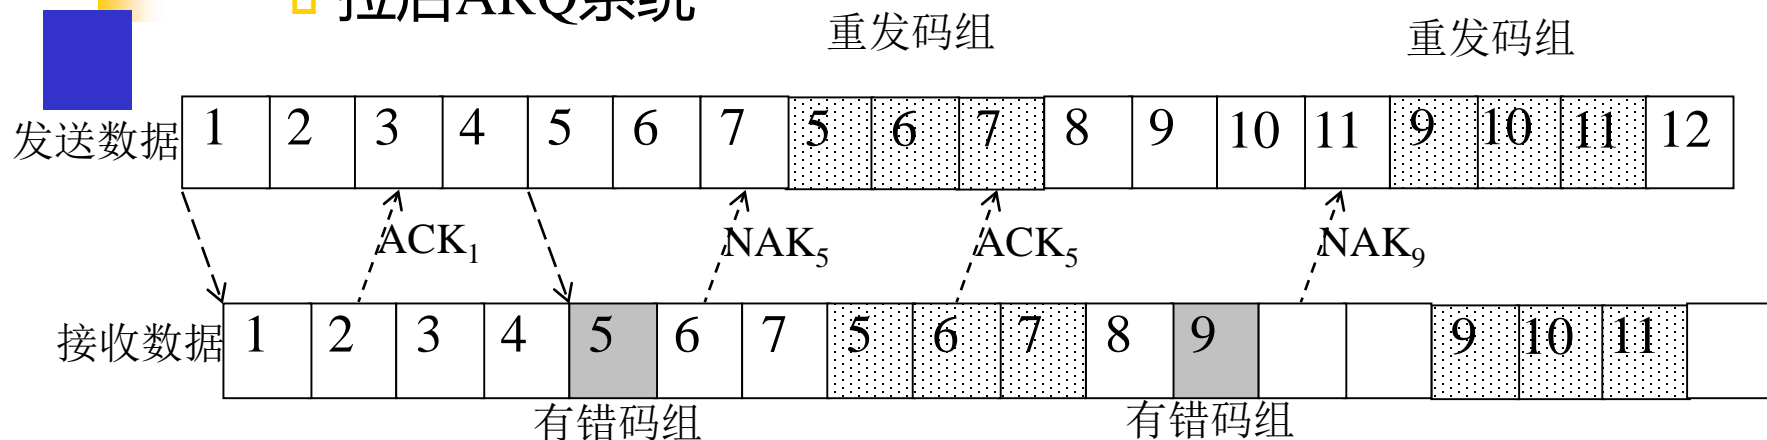 拉后ARQ系统
重发码组 重发码组
发送数据 1 2 3 4 5 6 7 5 6 7 8 9 10 11 9 10 11 12
ACK₁ NAK₅ ACK₅ NAK₉
接收数据 1 2 3 4 5 6 7 5 6 7 8 9 9 10 11
有错码组 有错码组